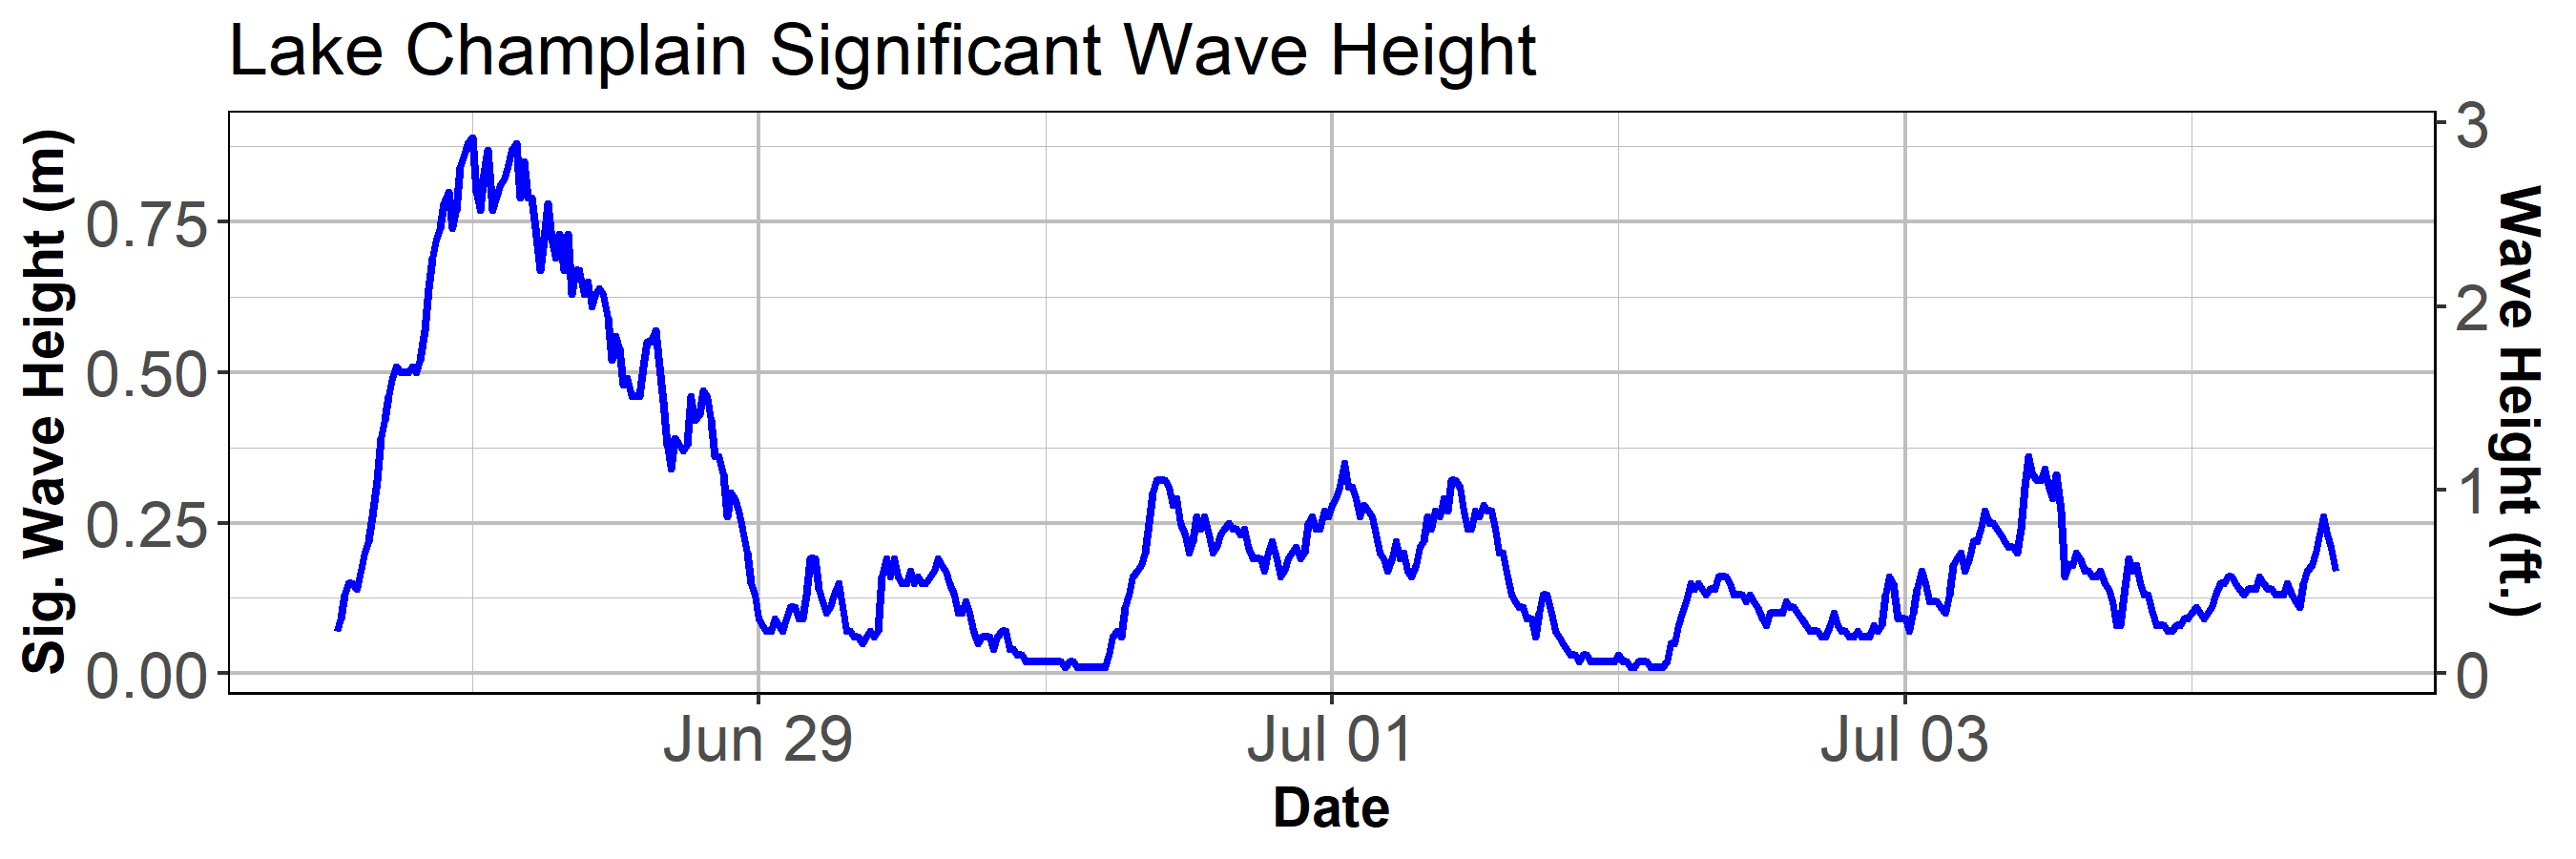 Lake Champlain Significant Wave Height
Sig. Wave Height (m)
0.75
0.50
0.25
0.00
3
2
1
0
Wave Height (ft.)
Jun 29
Jul 01
Jul 03
Date